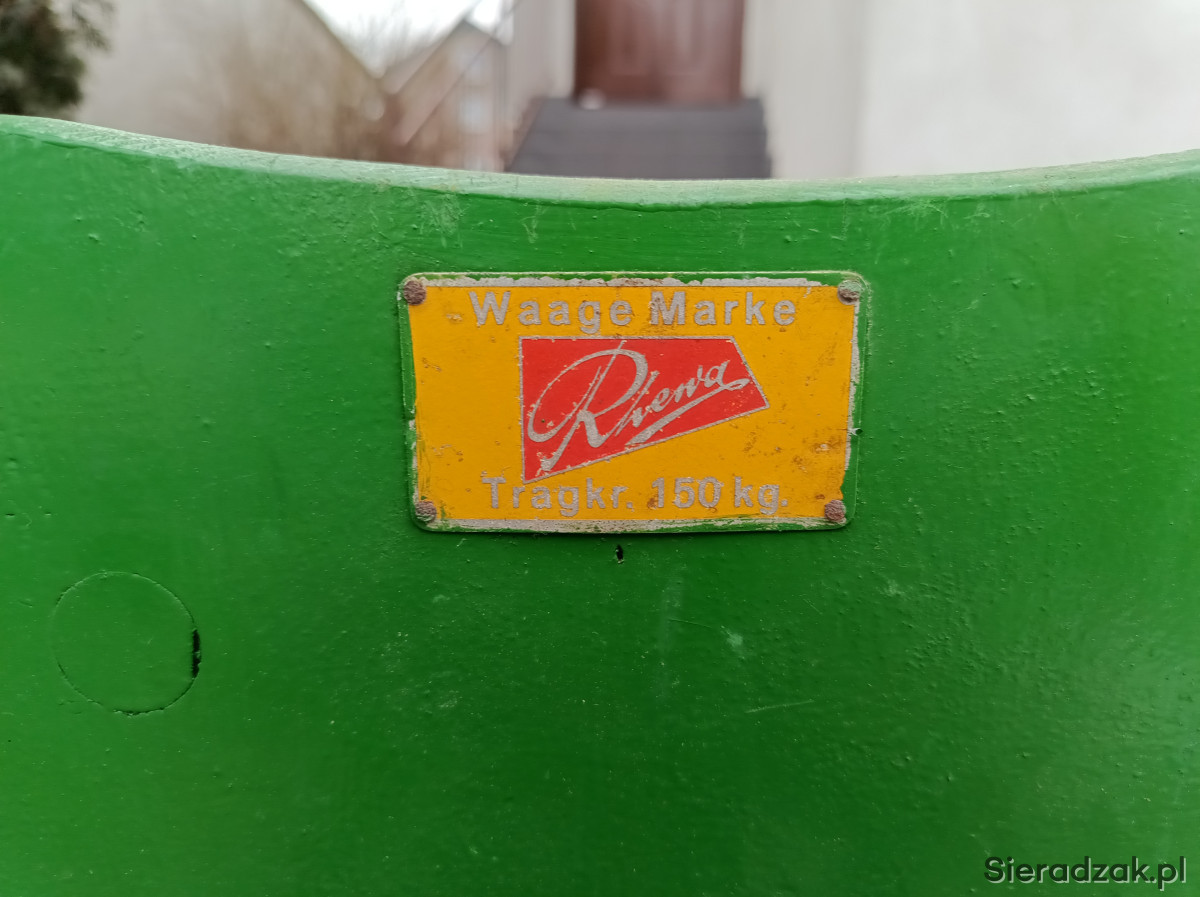 Waage Marke
Rhewa
Tragkr. 150 kg.
Sieradzak.pl